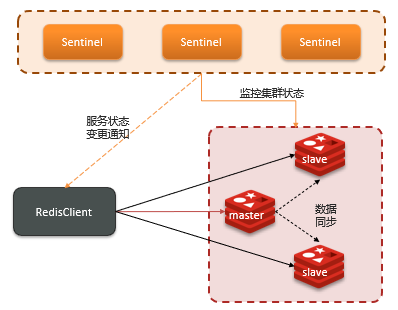 Sentinel
Sentinel
Sentinel
监控集群状态
服务状态
变更通知
slave
RedisClient
master
数据
同步
slave